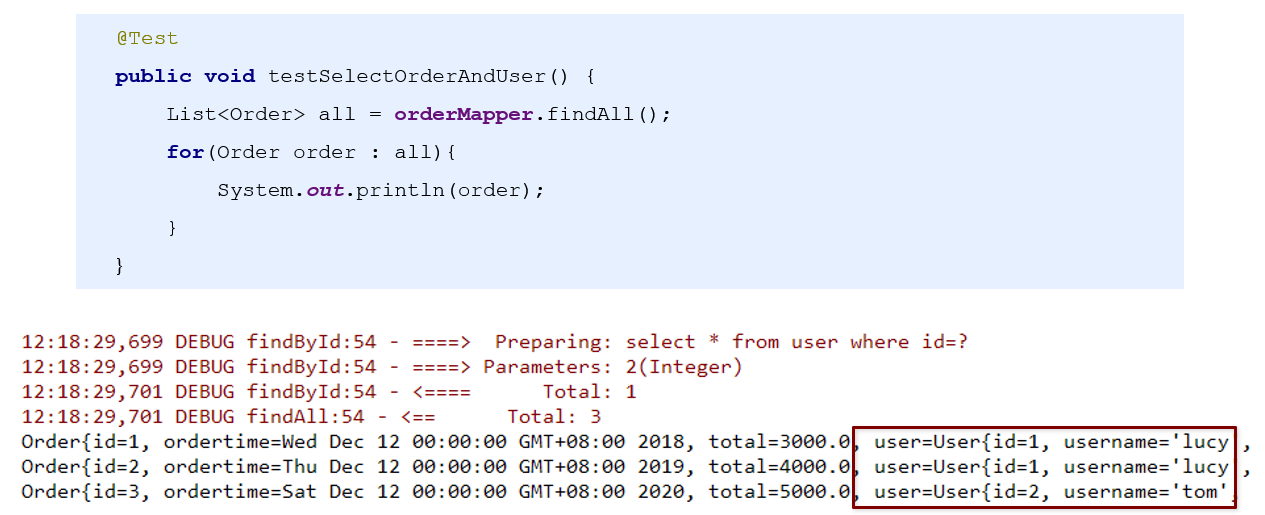 @Test
public void testSelectOrderAndUser() {
List<Order> all = orderMapper.findAll();
for(Order order : all){
System.out.println(order);
}
}
12:18:29,699 DEBUG findById:54 - ====>  Preparing: select * from user where id=?
12:18:29,699 DEBUG findById:54 - ====> Parameters: 2(Integer)
12:18:29,701 DEBUG findById:54 - <====      Total: 1
12:18:29,701 DEBUG findAll:54 - <==      Total: 3
Order{id=1, ordertime=Wed Dec 12 00:00:00 GMT+08:00 2018, total=3000.0, user=User{id=1, username='lucy ,
Order{id=2, ordertime=Thu Dec 12 00:00:00 GMT+08:00 2019, total=4000.0, user=User{id=1, username='lucy ,
Order{id=3, ordertime=Sat Dec 12 00:00:00 GMT+08:00 2020, total=5000.0, user=User{id=2, username='tom',